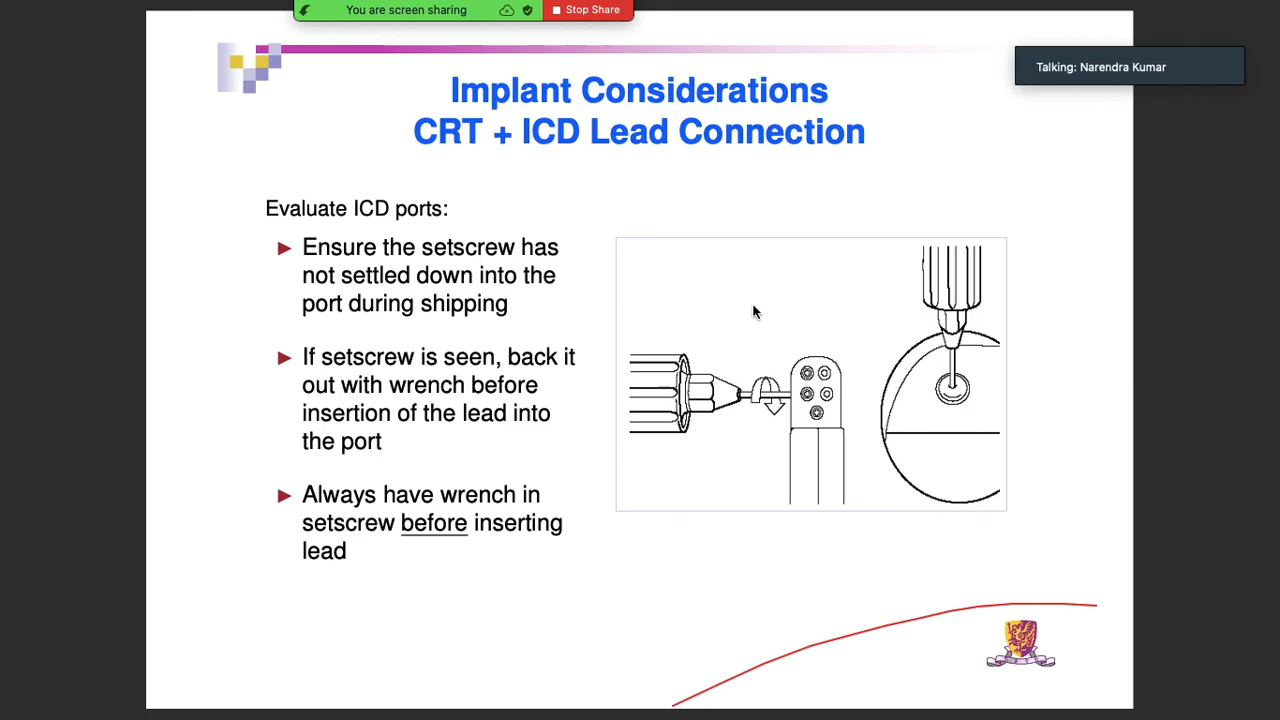 You are screen sharing
Stop Share
Talking: Narendra Kumar
Implant Considerations
CRT + ICD Lead Connection
Evaluate ICD ports:
Ensure the setscrew has
not settled down into the
port during shipping
If setscrew is seen, back it
out with wrench before
insertion of the lead into
the port
Always have wrench in
setscrew before inserting
lead